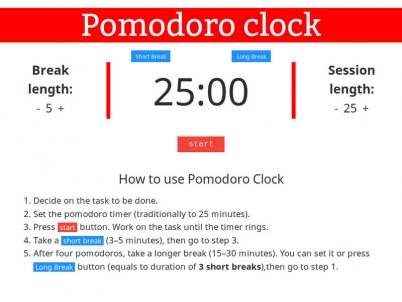 Pomodoro clock
Short Break
Long Break
Break
length:
- 5 +
25:00
Session
length:
- 25 +
start
How to use Pomodoro Clock
1. Decide on the task to be done.
2. Set the pomodoro timer (traditionally to 25 minutes).
3. Press start button. Work on the task until the timer rings.
4. Take a short break (3–5 minutes), then go to step 3.
5. After four pomodoros, take a longer break (15–30 minutes). You can set it or press
Long Break button (equals to duration of 3 short breaks),then go to step 1.